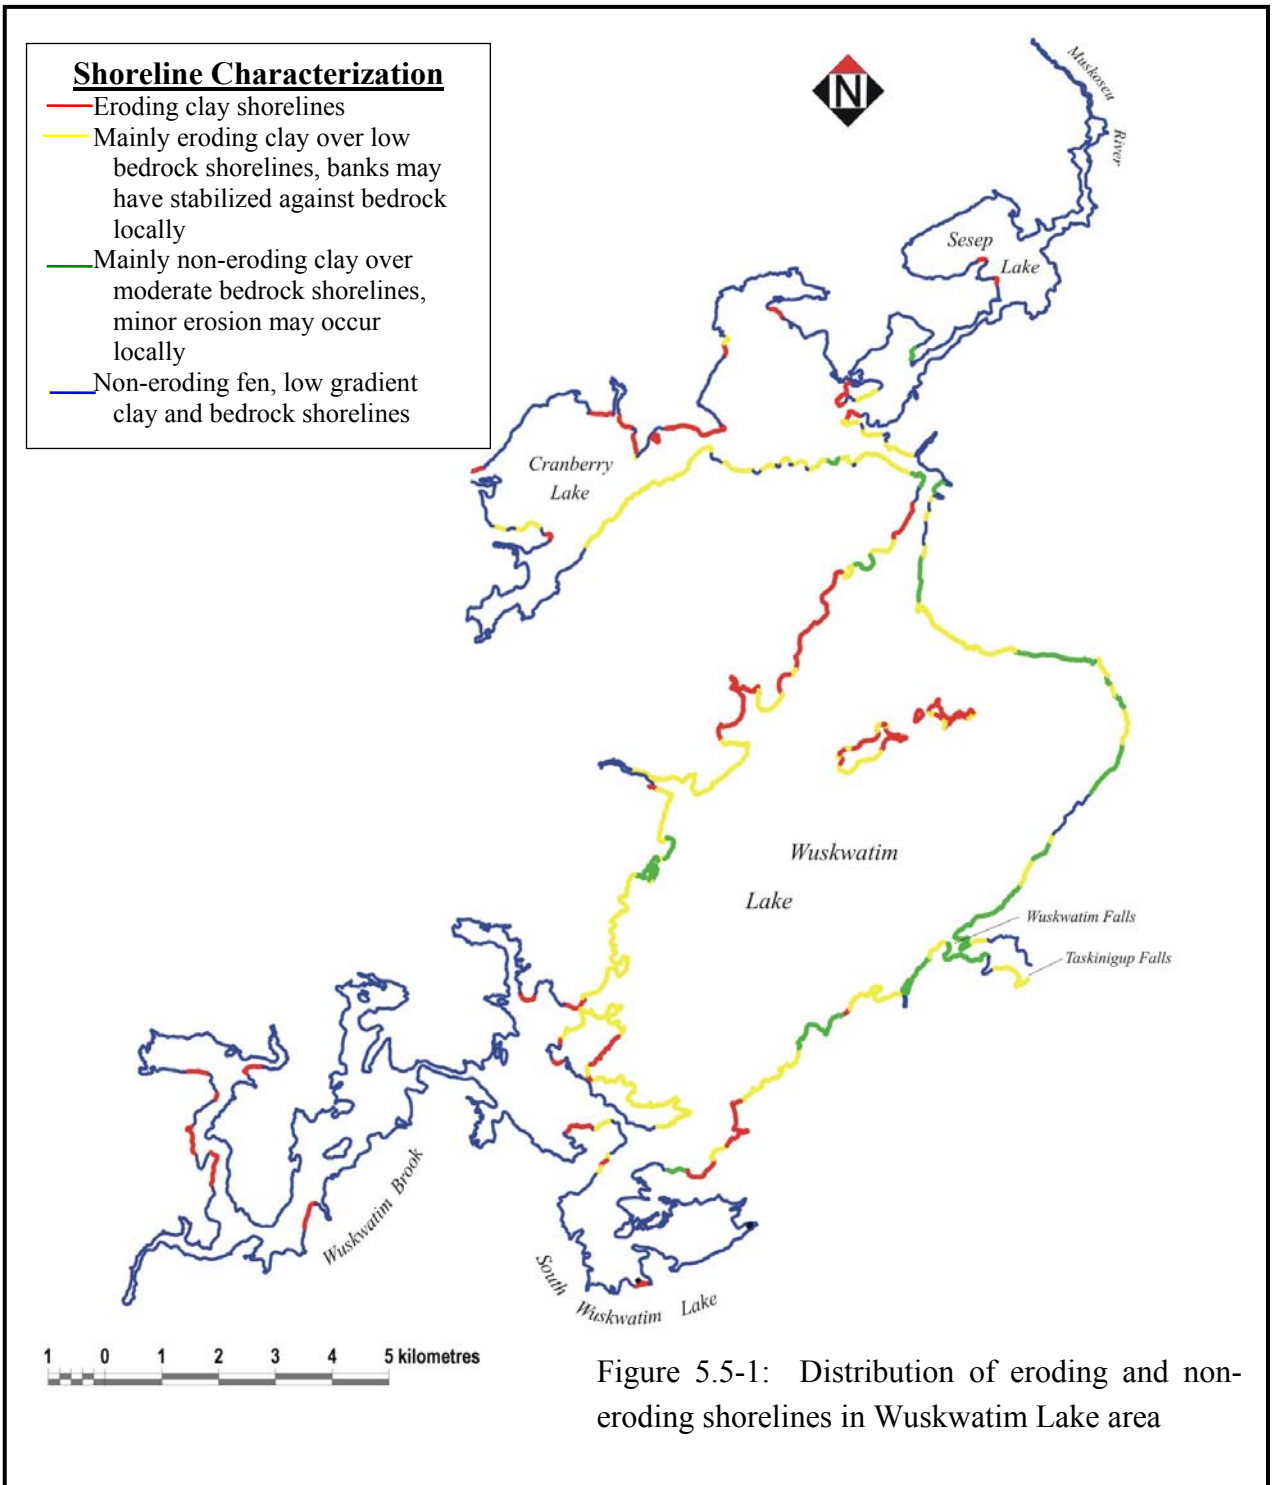 Shoreline Characterization
Eroding clay shorelines
Mainly eroding clay over low
bedrock shorelines, banks may
have stabilized against bedrock
locally
Mainly non-eroding clay over
moderate bedrock shorelines,
minor erosion may occur
locally
Non-eroding fen, low gradient
clay and bedrock shorelines
N
Muskoseu
River
Sesep
Lake
Cranberry
Lake
Wuskwatim
Lake
Wuskwatim Falls
Taskinigup Falls
Wuskwatim Brook
South Wuskwatim Lake
1 0 1 2 3 4 5 kilometres
Figure 5.5-1: Distribution of eroding and non-
eroding shorelines in Wuskwatim Lake area